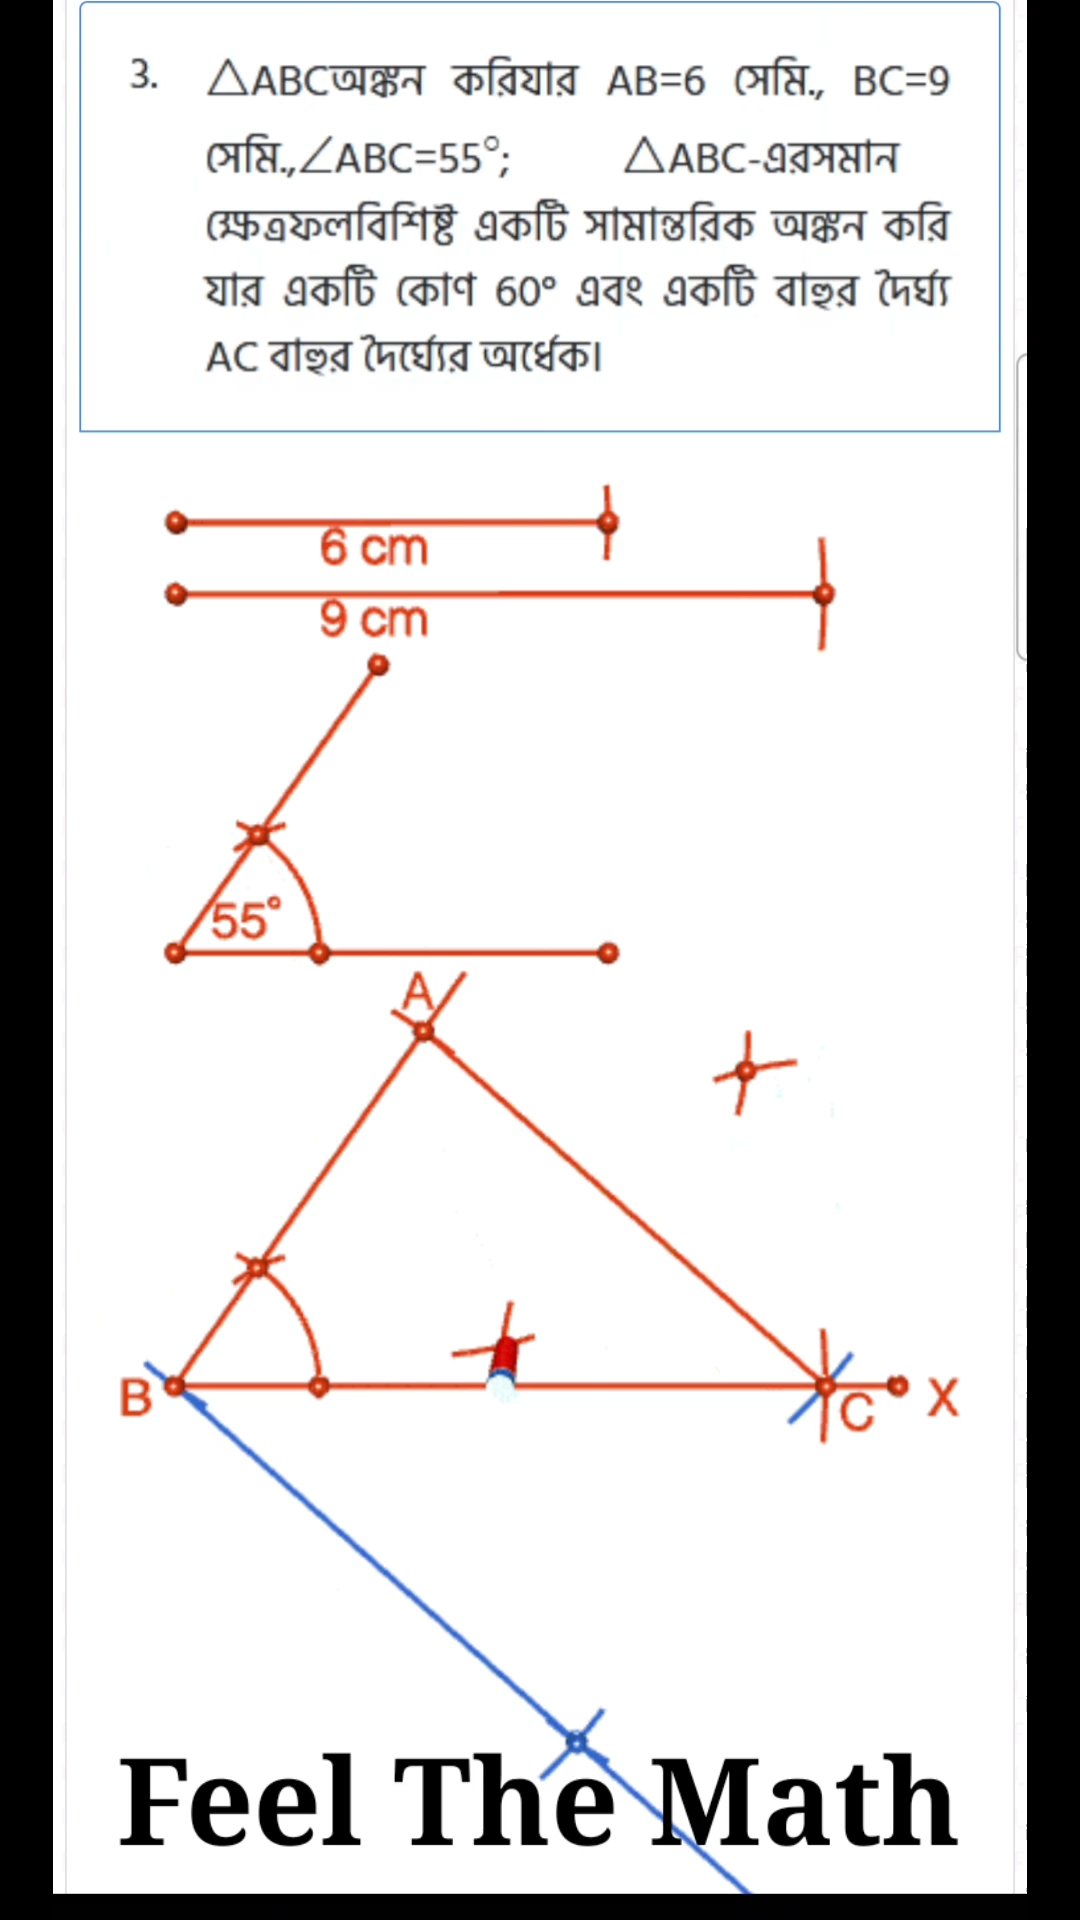 3. △ABCঅঙ্কন করিযার AB=6 সেমি., BC=9
সেমি.,∠ABC=55°; △ABC-এরসমান
ক্ষেত্রফলবিশিষ্ট একটি সামান্তরিক অঙ্কন করি
যার একটি কোণ 60° এবং একটি বাহুর দৈর্ঘ্য
AC বাহুর দৈর্ঘ্যের অর্ধেক।
6 cm
9 cm
55°
A
B
C
X
Feel The Math